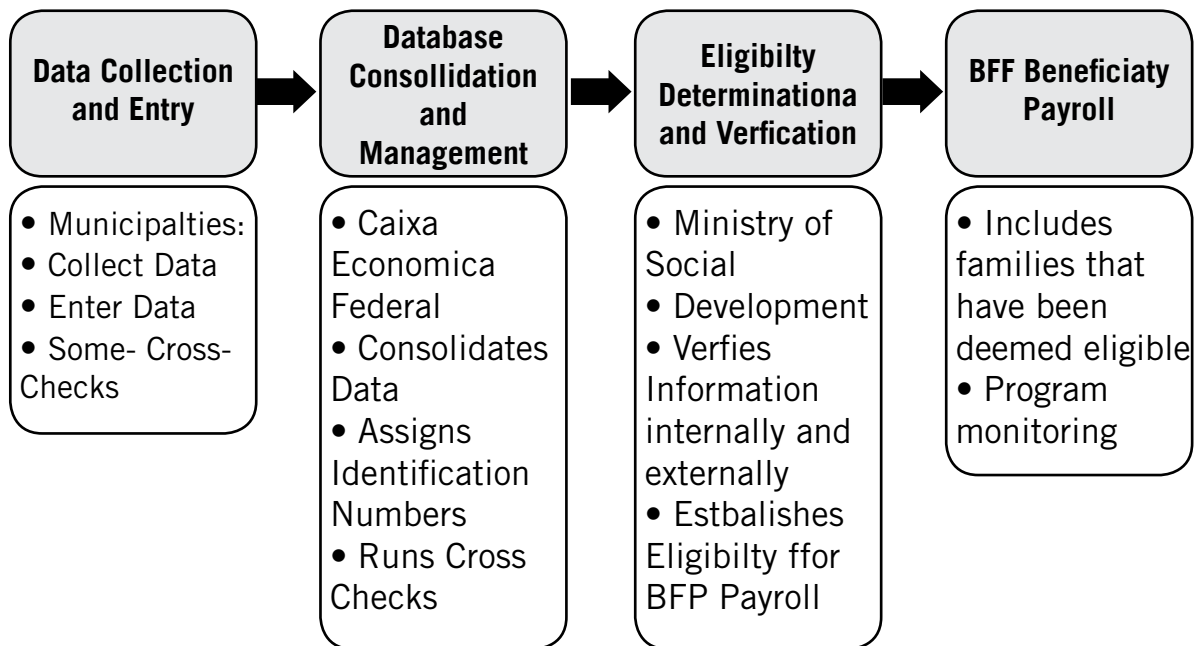 Data Collection
and Entry
Database
Consollidation
and
Management
Eligibilty
Determinationa
and Verfication
BFF Beneficiaty
Payroll
• Municipalties:
• Collect Data
• Enter Data
• Some- Cross-
Checks
• Caixa
Economica
Federal
• Consolidates
Data
• Assigns
Identification
Numbers
• Runs Cross
Checks
• Ministry of
Social
• Development
• Verfies
Information
internally and
externally
• Estbalishes
Eligibilty ffor
BFP Payroll
• Includes
families that
have been
deemed eligible
• Program
monitoring